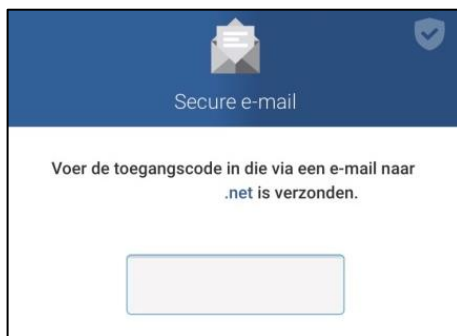 Secure e-mail
Voer de toegangscode in die via een e-mail naar
.net is verzonden.